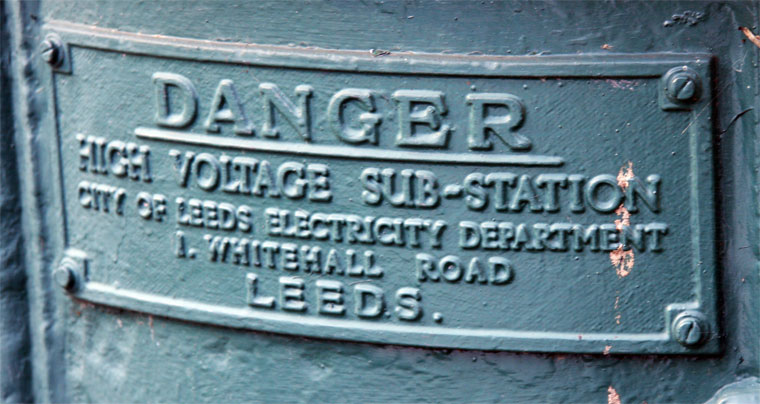 DANGER
HIGH VOLTAGE SUB-STATION
CITY OF LEEDS ELECTRICITY DEPARTMENT
1. WHITEHALL ROAD
LEEDS.